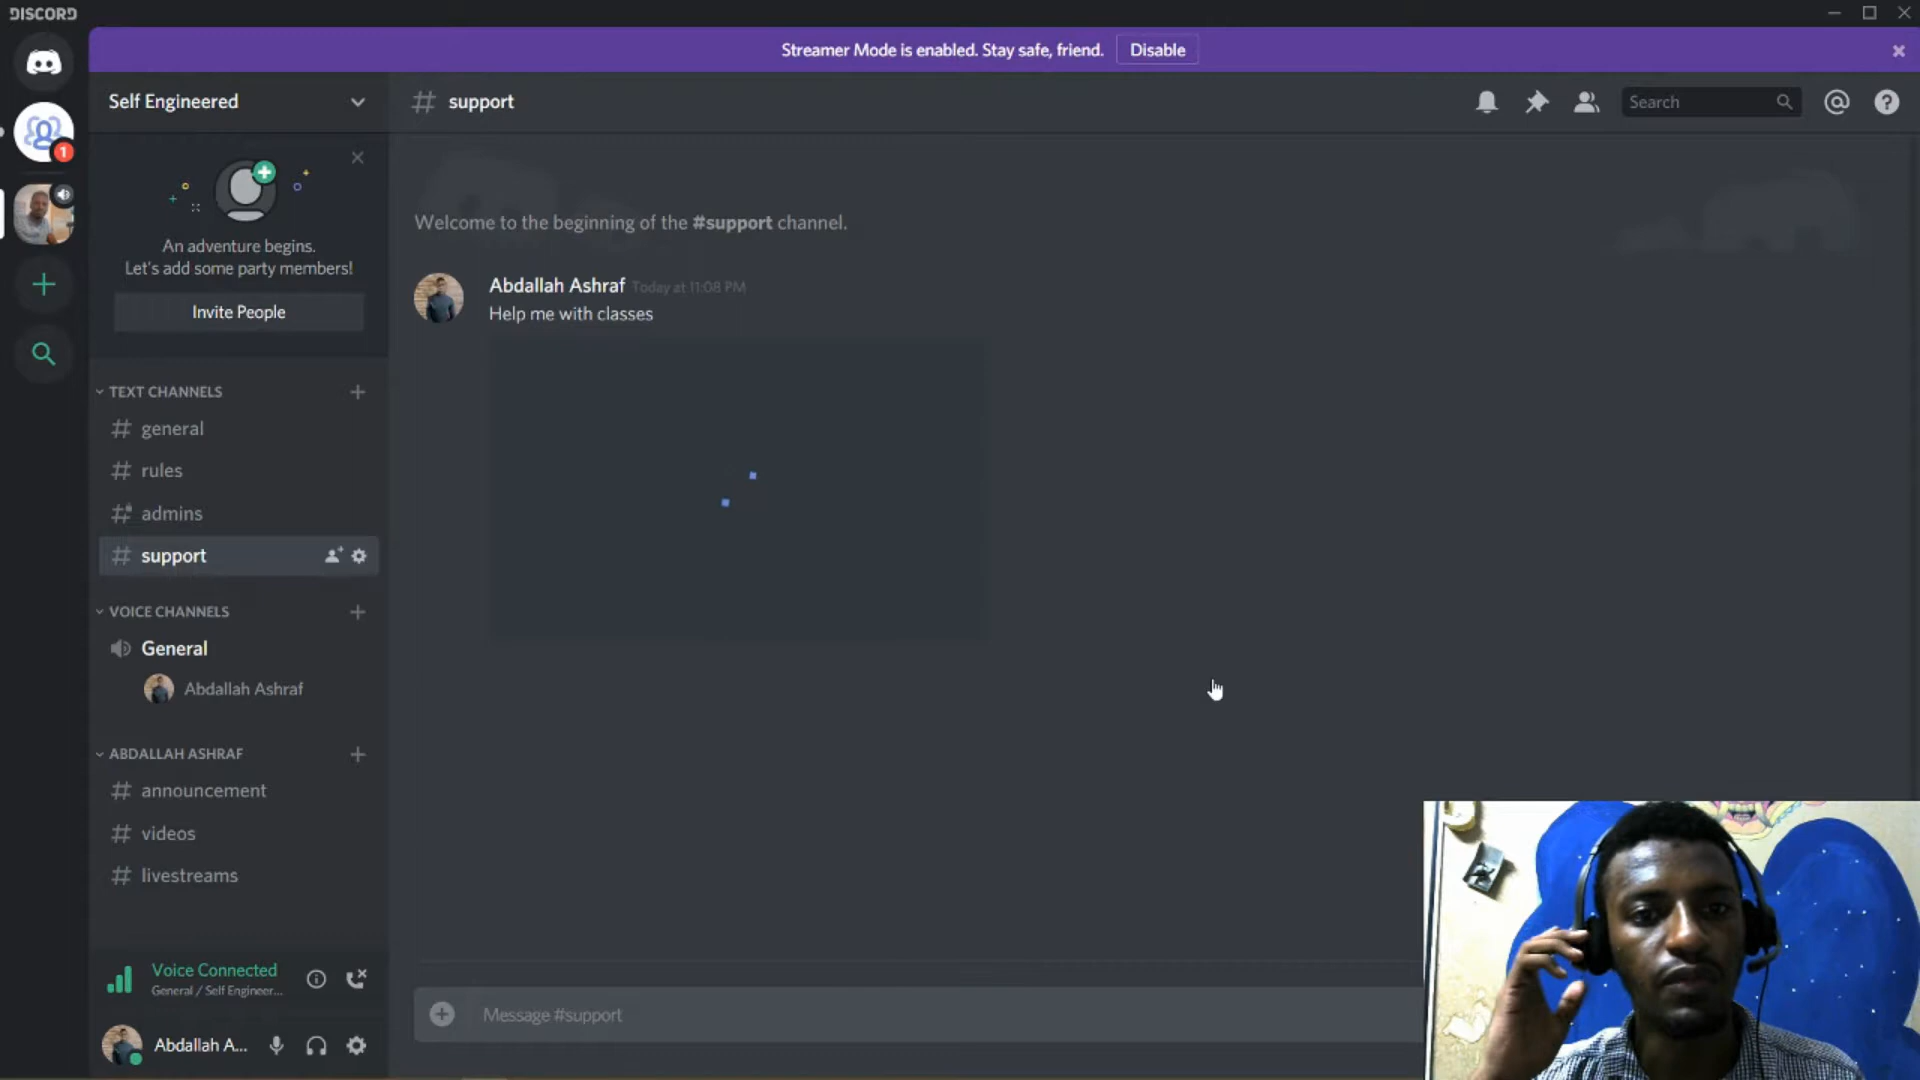 DISCORD
Streamer Mode is enabled. Stay safe, friend. Disable
Self Engineered
# support
Search
1
An adventure begins.
Let's add some party members!
Invite People
Welcome to the beginning of the #support channel.
Abdallah Ashraf Today at 11:08 PM
Help me with classes
TEXT CHANNELS
# general
# rules
# admins
# support
VOICE CHANNELS
General
Abdallah Ashraf
ABDALLAH ASHRAF
# announcement
# videos
# livestreams
Voice Connected
General / Self Engineer...
Abdallah A...
Message #support